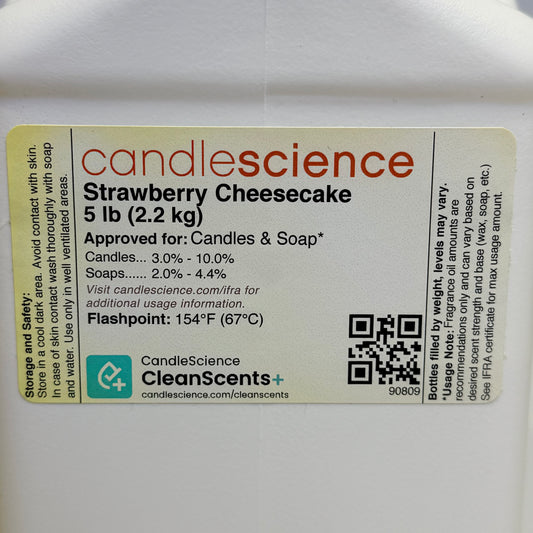 Storage and Safety:
Store in a cool dark area. Avoid contact with skin.
In case of skin contact wash thoroughly with soap
and water. Use only in well ventilated areas.
candlescience
Strawberry Cheesecake
5 lb (2.2 kg)
Approved for: Candles & Soap*
Candles... 3.0% - 10.0%
Soaps...... 2.0% - 4.4%
Visit candlescience.com/ifra for
additional usage information.
Flashpoint: 154°F (67°C)
CandleScience
CleanScents+
candlescience.com/cleanscents
90809
Bottles filled by weight, levels may vary.
*Usage Note: Fragrance oil amounts are
recommendations only and can vary based on
desired scent strength and base (wax, soap, etc.)
See IFRA certificate for max usage amount.